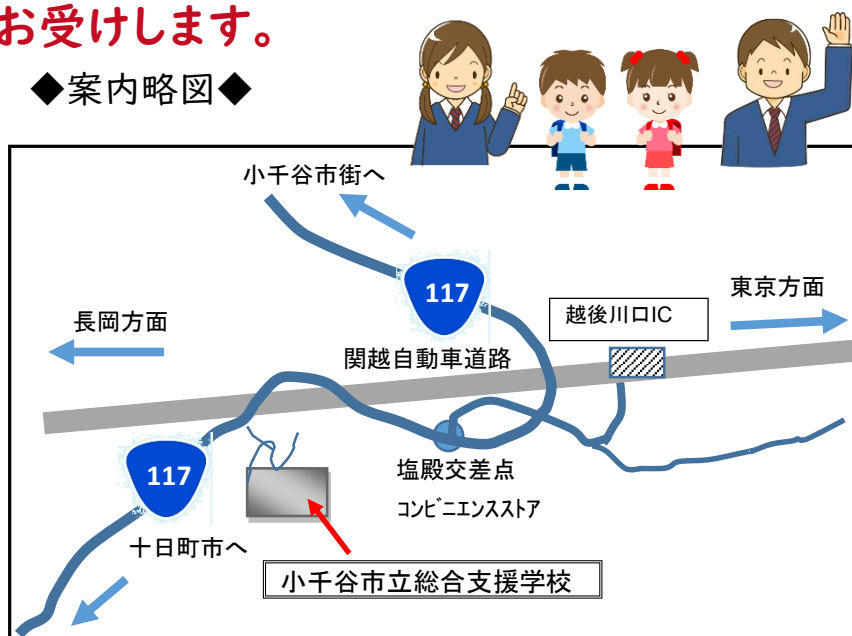 お受けします。
◆案内略図◆
小千谷市街へ
117
東京方面
越後川口IC
長岡方面
関越自動車道路
塩殿交差点
117
コンビニエンスストア
十日町市へ
小千谷市立総合支援学校